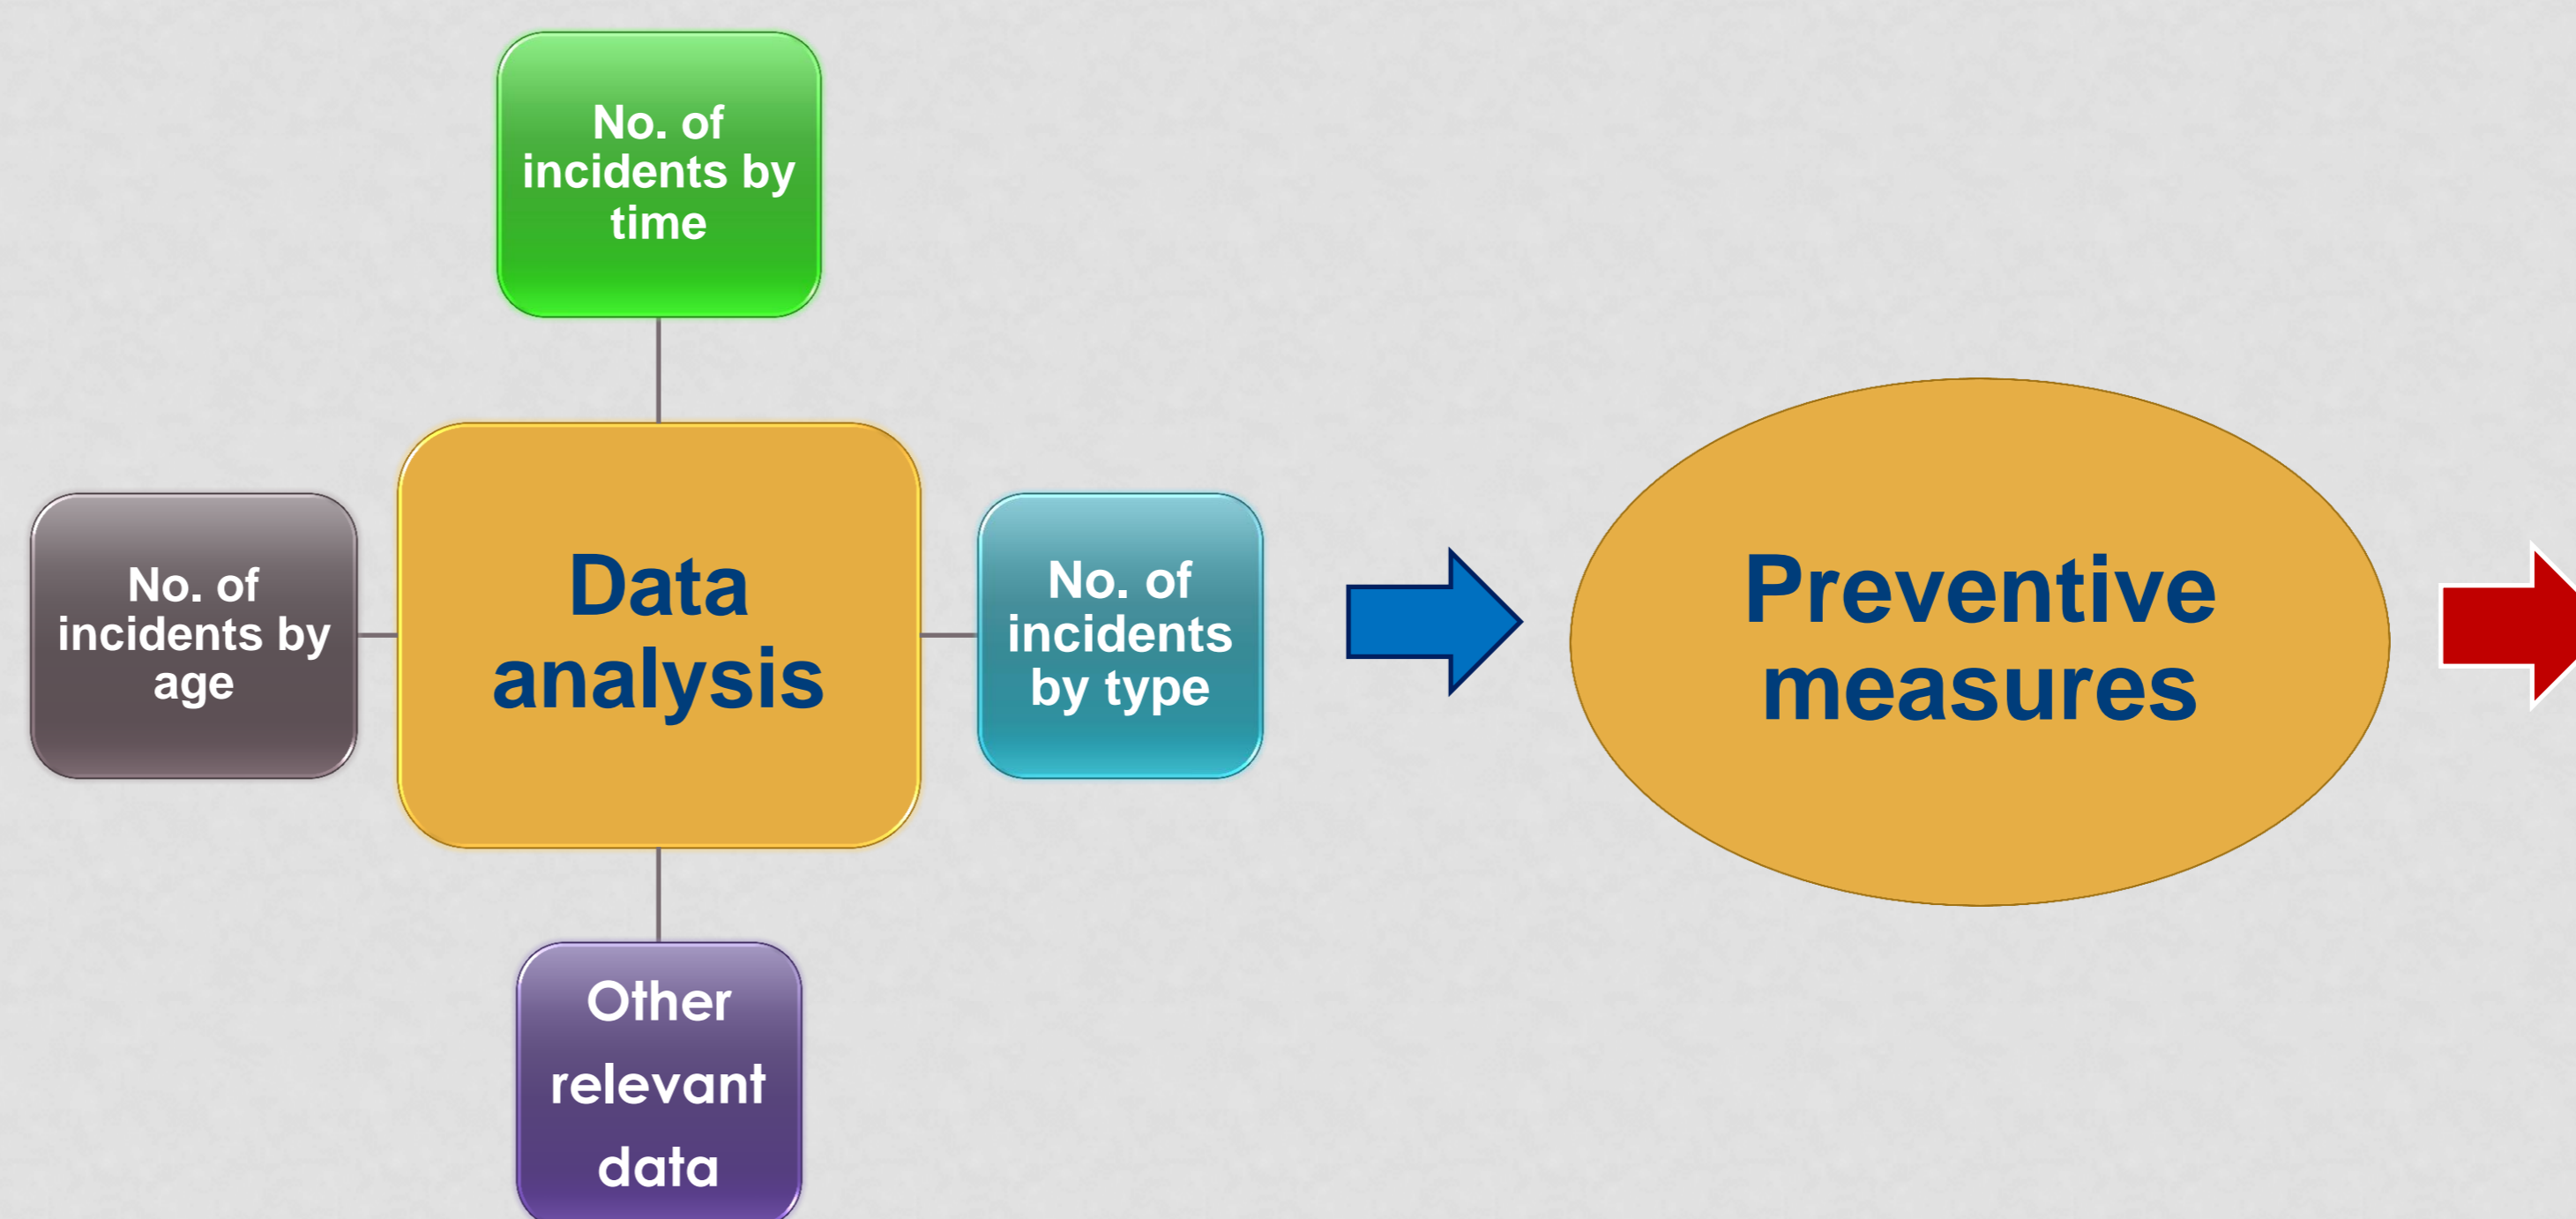 No. of
incidents by
time
No. of
incidents by
age
Data
analysis
No. of
incidents
by type
Preventive
measures
Other
relevant
data